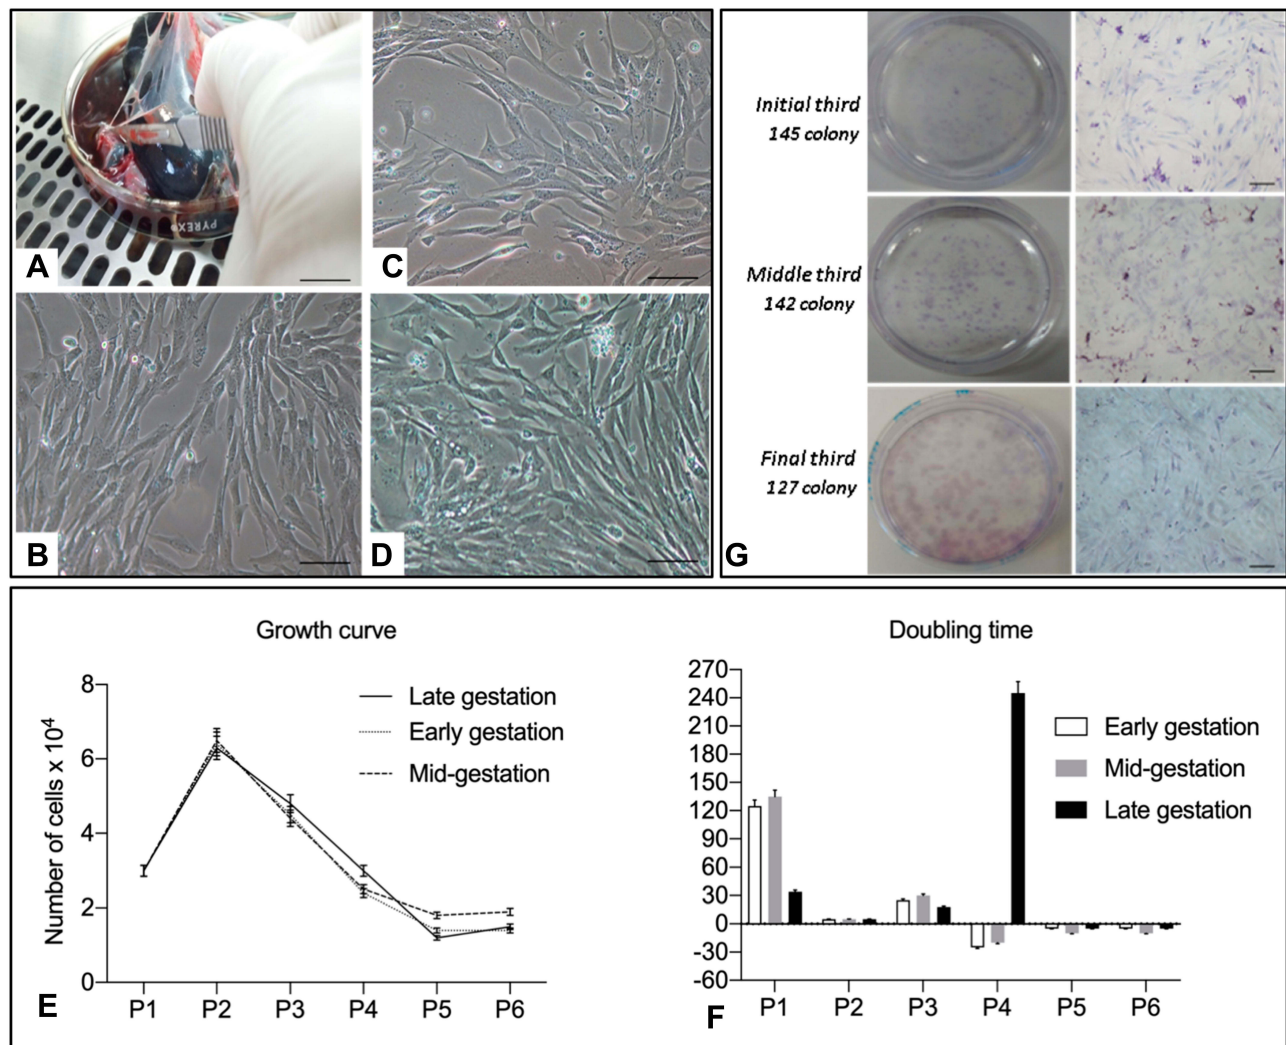 PYREX®
A
C
B
D
Initial third
145 colony
Middle third
142 colony
Final third
127 colony
G
Growth curve
Number of cells x 10⁴
8
6
4
2
0
P1 P2 P3 P4 P5 P6
Late gestation
Early gestation
Mid-gestation
E
Doubling time
270
240
210
180
150
120
90
60
30
0
-30
-60
P1 P2 P3 P4 P5 P6
Early gestation
Mid-gestation
Late gestation
F